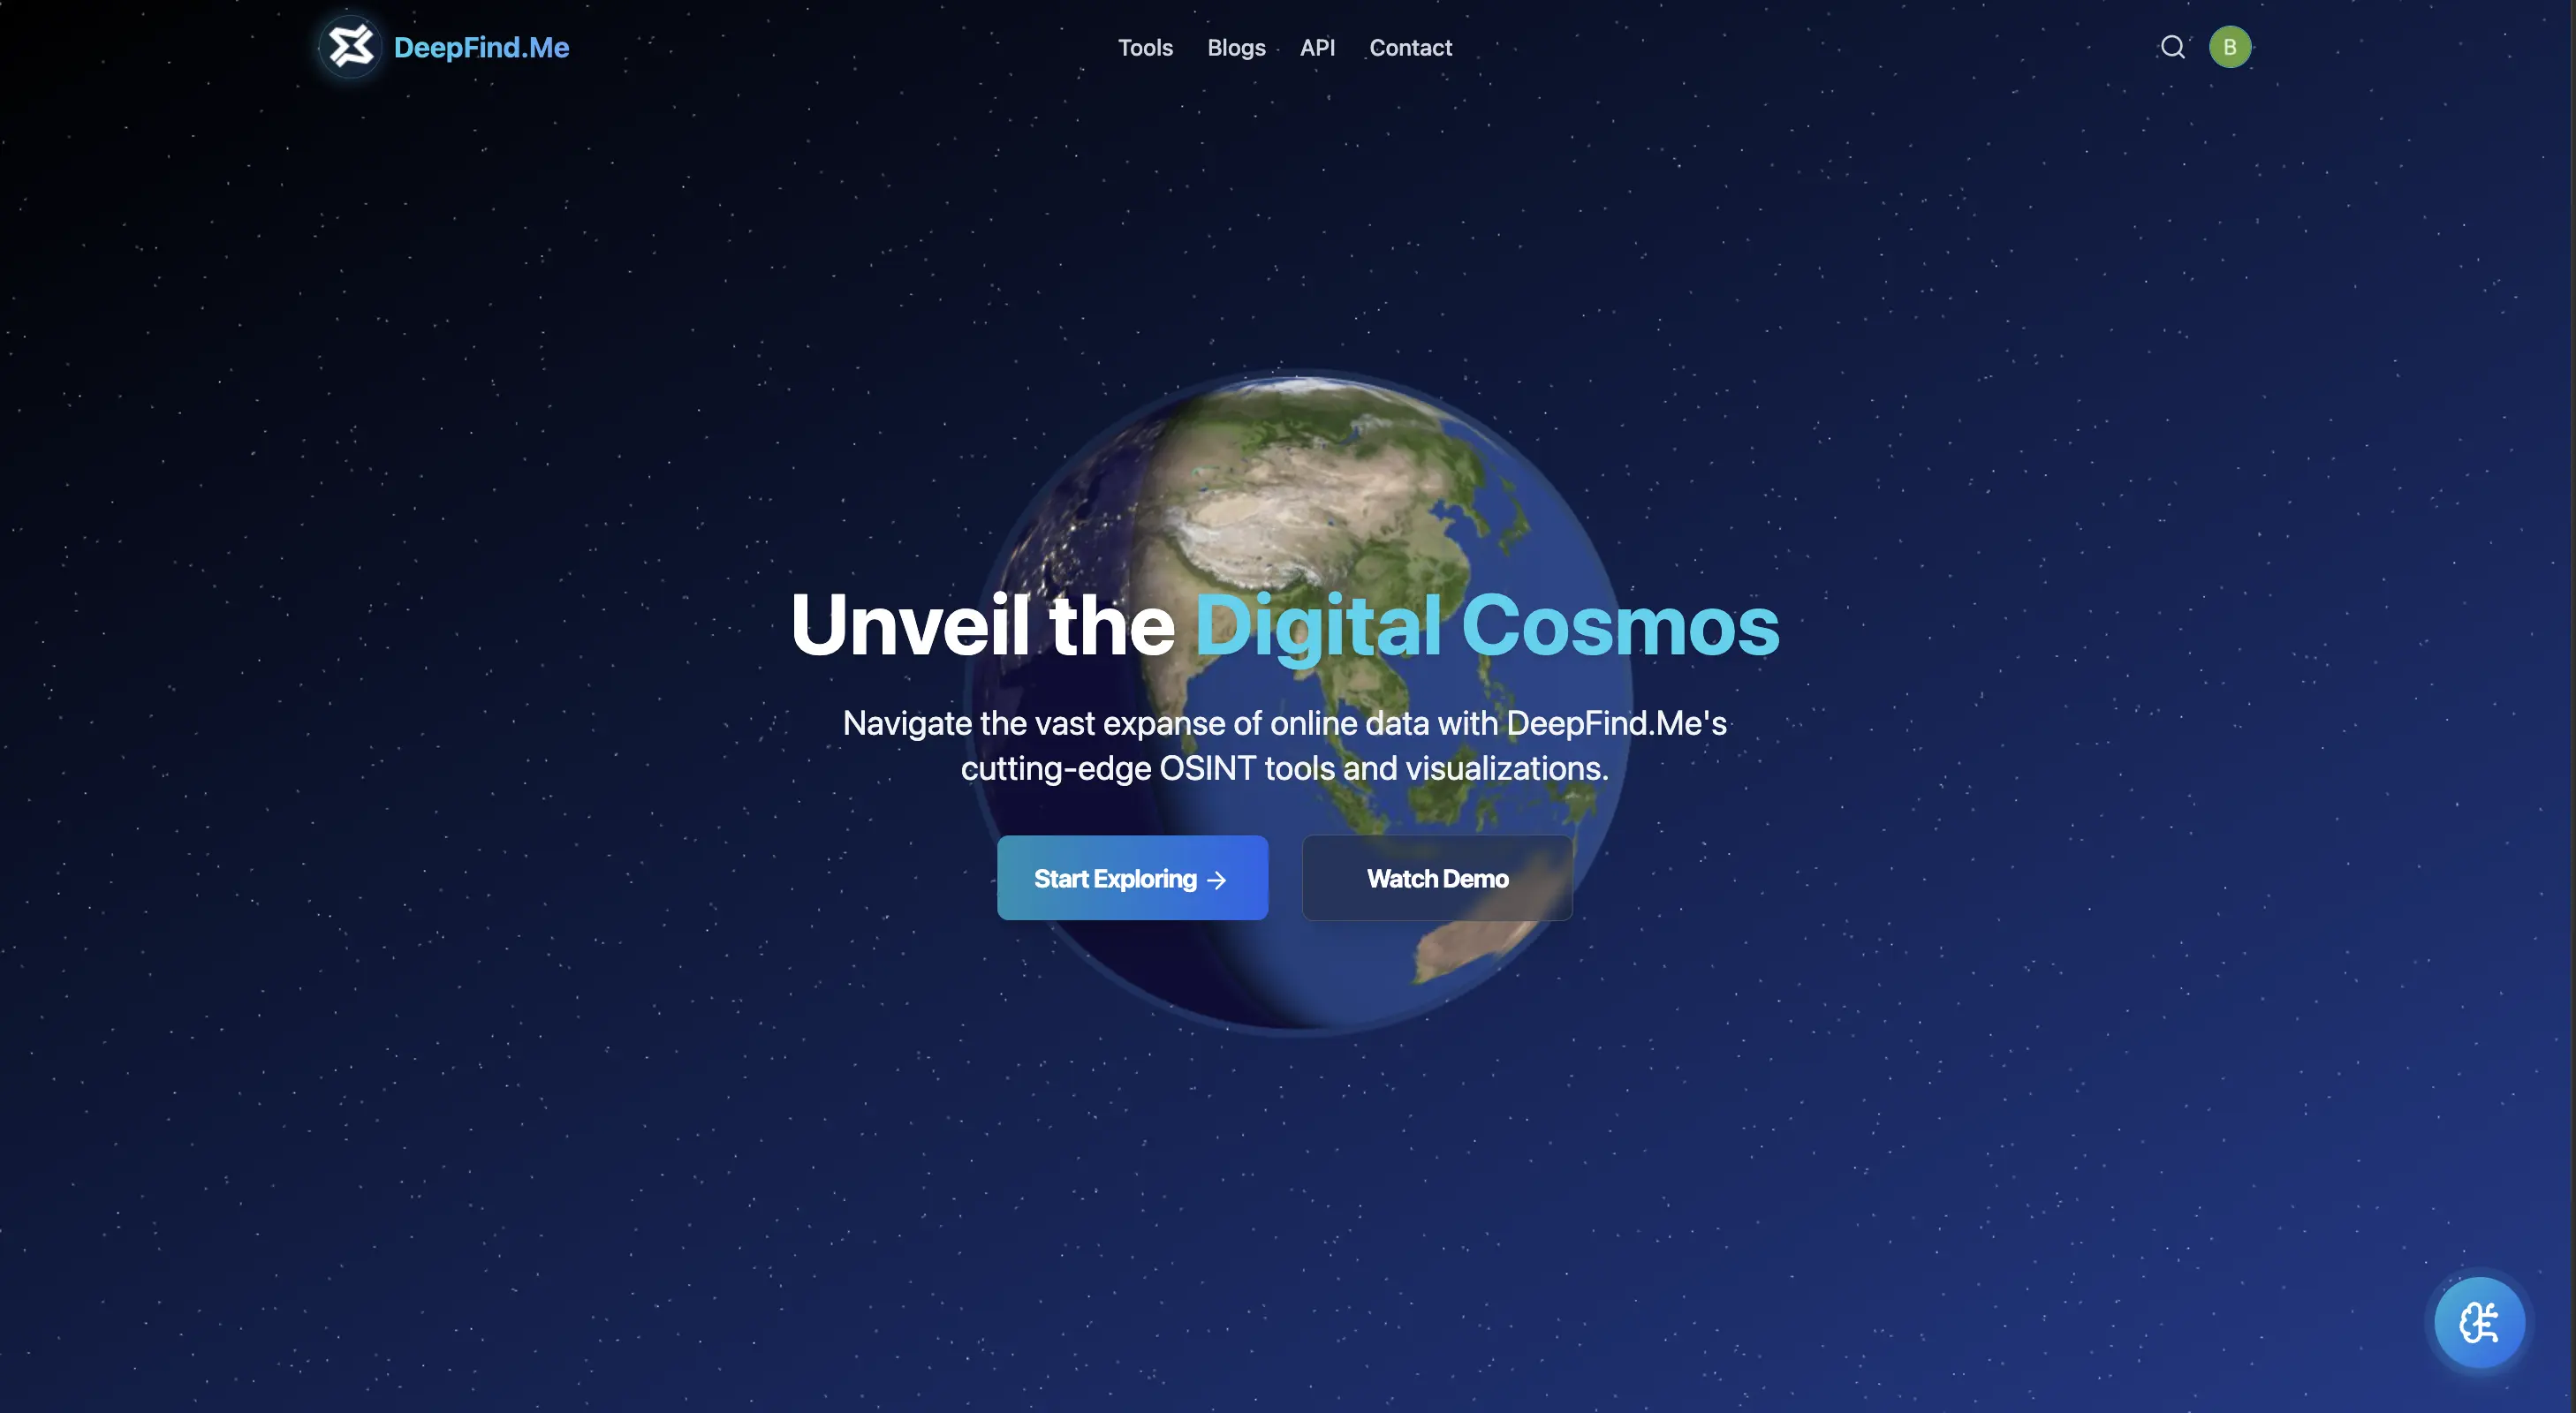 DeepFind.Me
Tools
Blogs
API
Contact
B
Unveil the Digital Cosmos
Navigate the vast expanse of online data with DeepFind.Me's
cutting-edge OSINT tools and visualizations.
Start Exploring →
Watch Demo